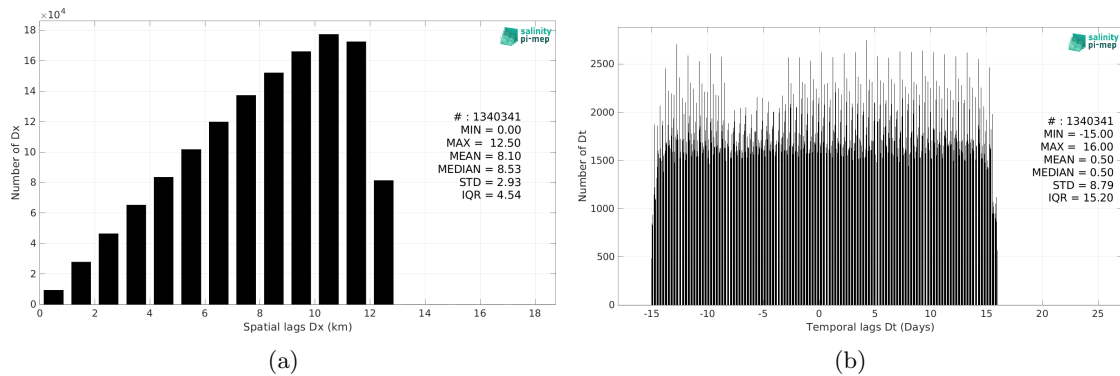 ×10⁴
18
16
14
12
10
8
6
4
2
0
Number of Dx
0 2 4 6 8 10 12 14 16 18
Spatial lags Dx (km)
salinity
pi-mep
# : 1340341
MIN = 0.00
MAX = 12.50
MEAN = 8.10
MEDIAN = 8.53
STD = 2.93
IQR = 4.54
(a)
2500
2000
1500
1000
500
0
Number of Dt
-15 -10 -5 0 5 10 15 20 25
Temporal lags Dt (Days)
salinity
pi-mep
# : 1340341
MIN = -15.00
MAX = 16.00
MEAN = 0.50
MEDIAN = 0.50
STD = 8.79
IQR = 15.20
(b)